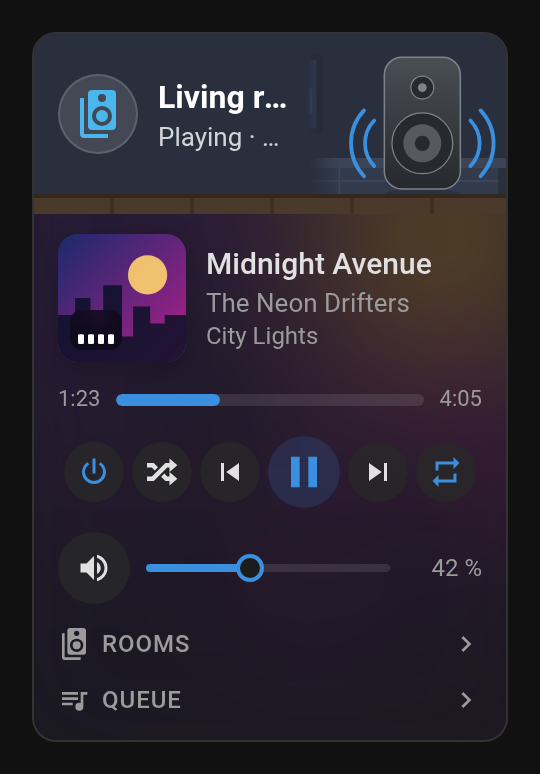 Living r...
Playing · ...
Midnight Avenue
The Neon Drifters
City Lights
1:23 4:05
42 %
ROOMS
QUEUE